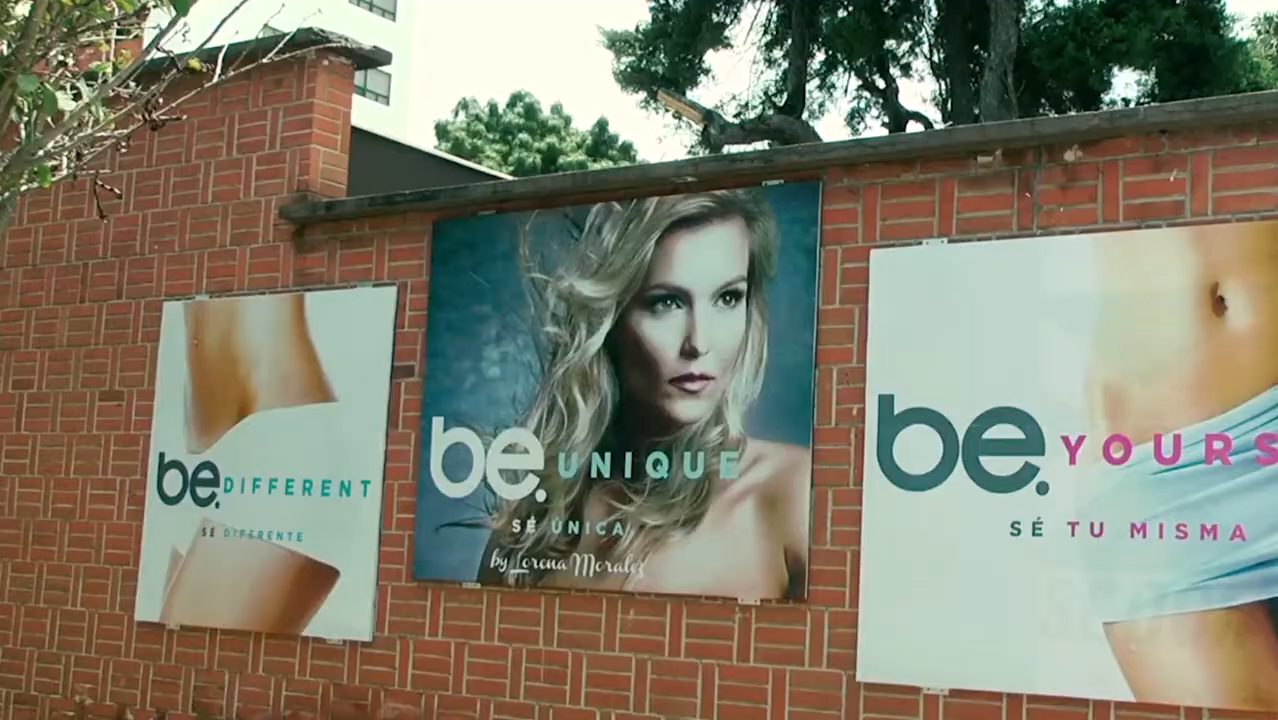 be. DIFFERENT
SÉ DIFERENTE
be. UNIQUE
SÉ ÚNICA
by Lorena Morales
be. YOURS
SÉ TU MISMA